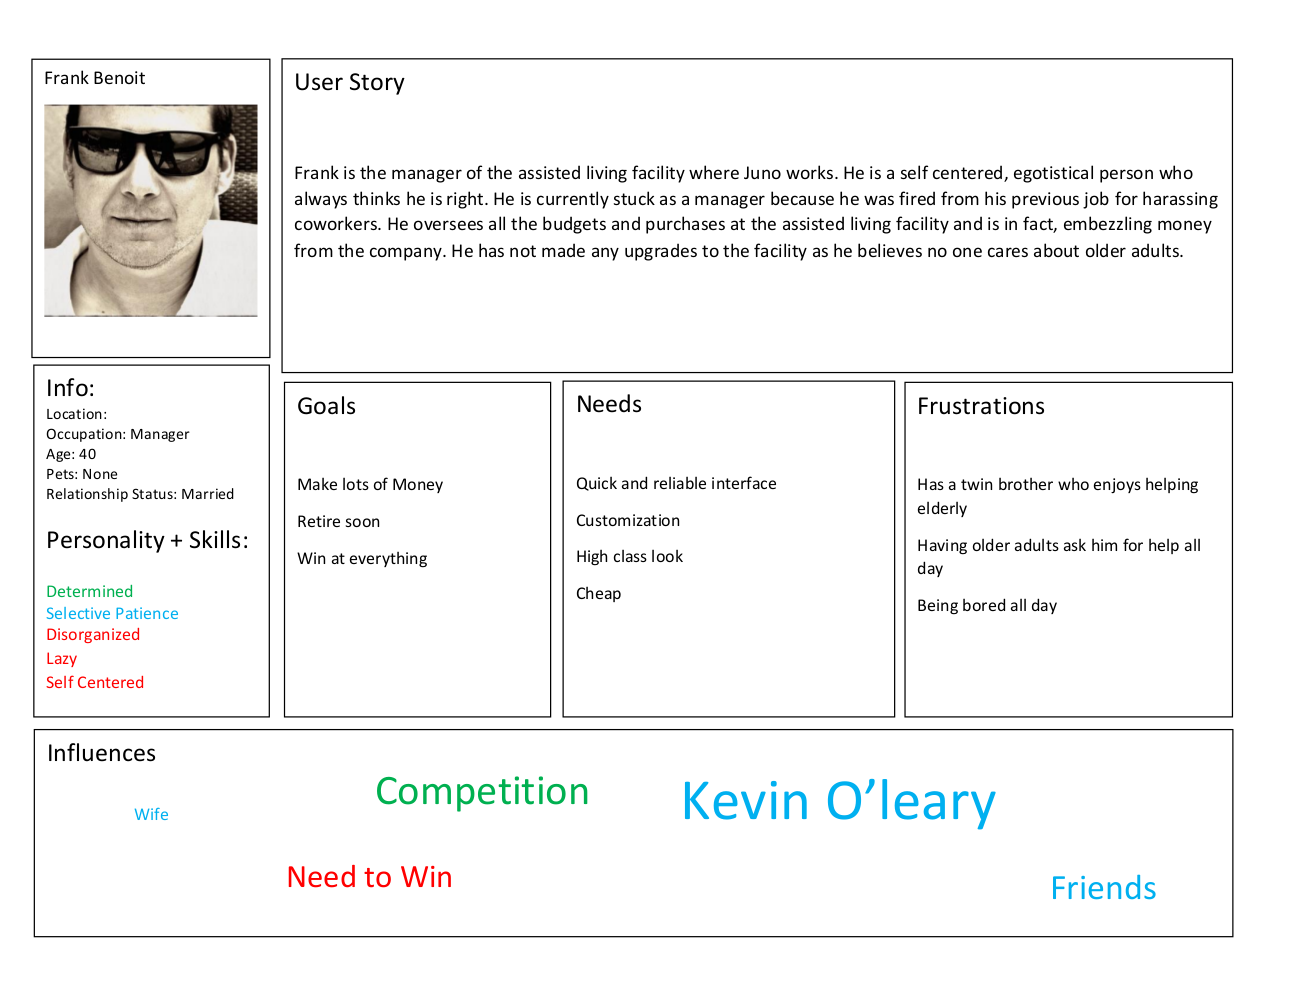 Frank Benoit
User Story
Frank is the manager of the assisted living facility where Juno works. He is a self centered, egotistical person who
always thinks he is right. He is currently stuck as a manager because he was fired from his previous job for harassing
coworkers. He oversees all the budgets and purchases at the assisted living facility and is in fact, embezzling money
from the company. He has not made any upgrades to the facility as he believes no one cares about older adults.
Info:
Location:
Occupation: Manager
Age: 40
Pets: None
Relationship Status: Married
Personality + Skills:
Determined
Selective Patience
Disorganized
Lazy
Self Centered
Goals
Make lots of Money
Retire soon
Win at everything
Needs
Quick and reliable interface
Customization
High class look
Cheap
Frustrations
Has a twin brother who enjoys helping
elderly
Having older adults ask him for help all
day
Being bored all day
Influences
Wife
Competition
Kevin O’leary
Need to Win
Friends